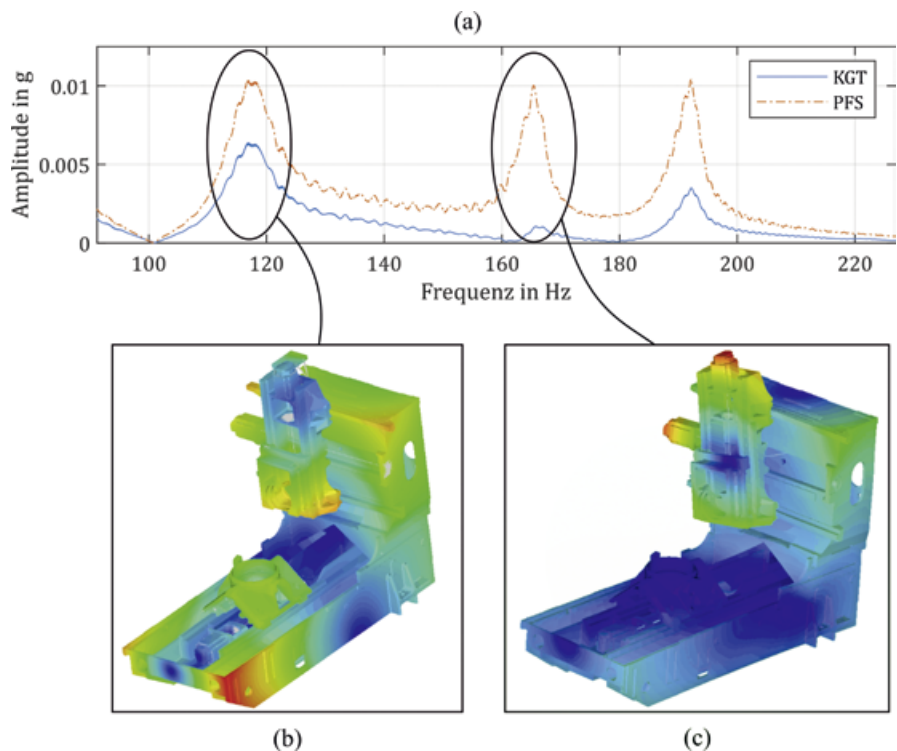 (a)
Amplitude in g
0.01
0.005
0
KGT
PFS
100 120 140 160 180 200 220
Frequenz in Hz
(b) (c)